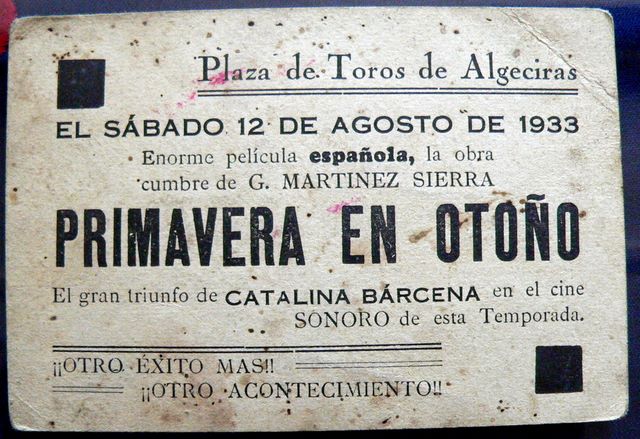 Plaza de Toros de Algeciras
EL SÁBADO 12 DE AGOSTO DE 1933
Enorme película española, la obra
cumbre de G. MARTINEZ SIERRA
PRIMAVERA EN OTOÑO
El gran triunfo de CATALINA BÁRCENA en el cine
SONORO de esta Temporada.
¡¡OTRO ÉXITO MAS!!
¡¡OTRO ACONTECIMIENTO!!